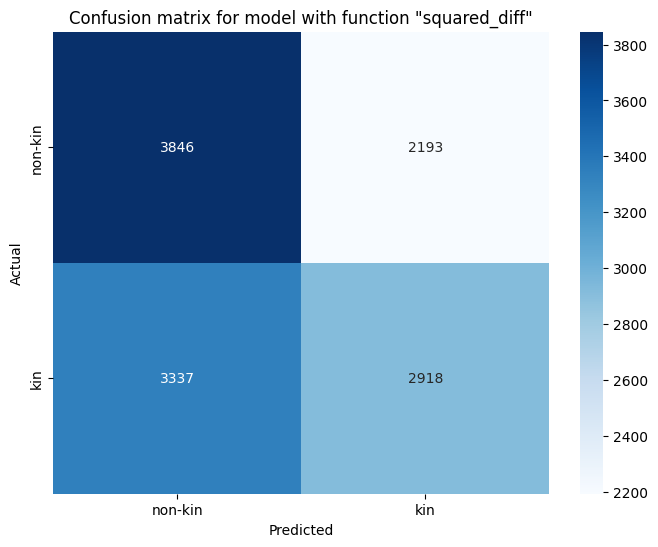 Confusion matrix for model with function "squared_diff"
non-kin
3846
2193
Actual
kin
3337
2918
non-kin
kin
Predicted
3800
3600
3400
3200
3000
2800
2600
2400
2200